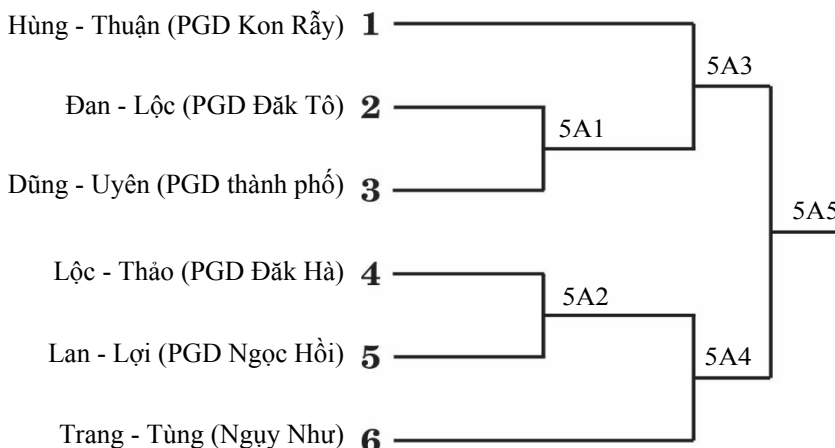 Hùng - Thuận (PGD Kon Rẫy) 1
5A3
Đan - Lộc (PGD Đăk Tô) 2
5A1
Dũng - Uyên (PGD thành phố) 3
5A5
Lộc - Thảo (PGD Đăk Hà) 4
5A2
Lan - Lợi (PGD Ngọc Hồi) 5
5A4
Trang - Tùng (Ngụy Như) 6